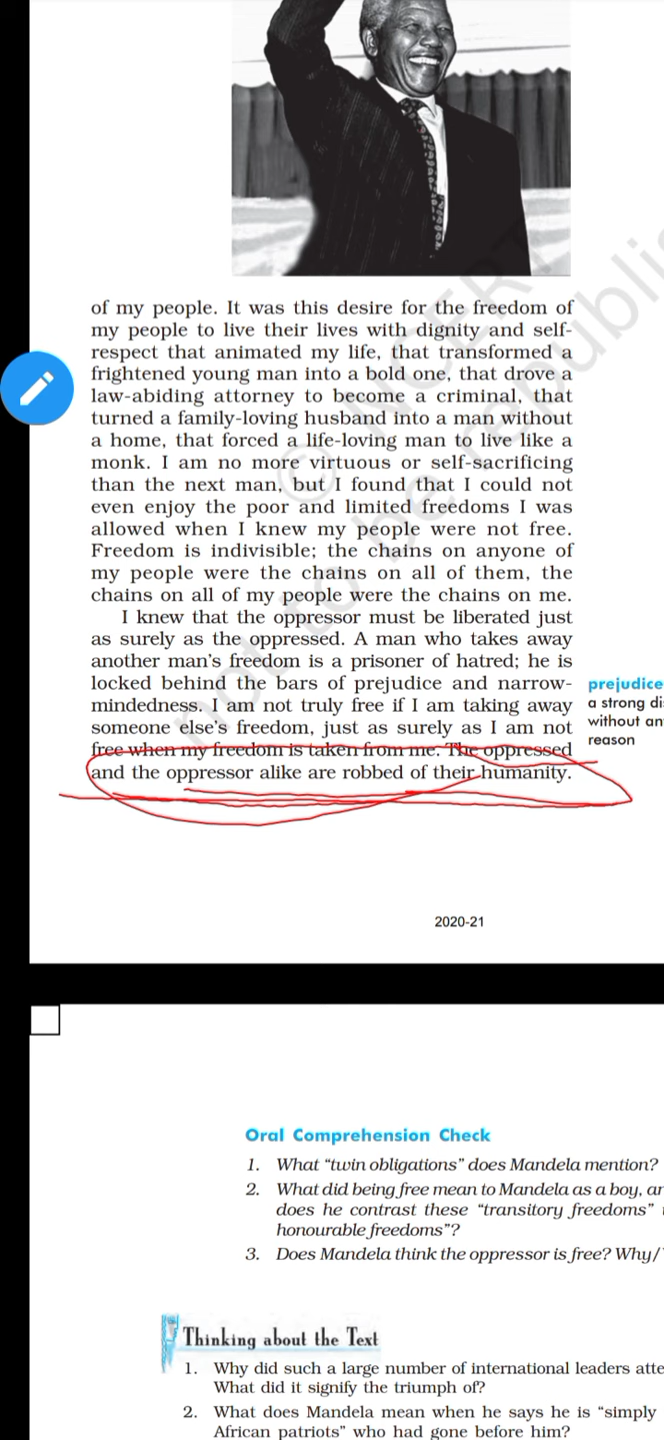 of my people. It was this desire for the freedom of
my people to live their lives with dignity and self-
respect that animated my life, that transformed a
frightened young man into a bold one, that drove a
law-abiding attorney to become a criminal, that
turned a family-loving husband into a man without
a home, that forced a life-loving man to live like a
monk. I am no more virtuous or self-sacrificing
than the next man, but I found that I could not
even enjoy the poor and limited freedoms I was
allowed when I knew my people were not free.
Freedom is indivisible; the chains on anyone of
my people were the chains on all of them, the
chains on all of my people were the chains on me.
I knew that the oppressor must be liberated just
as surely as the oppressed. A man who takes away
another man's freedom is a prisoner of hatred; he is
locked behind the bars of prejudice and narrow-
mindedness. I am not truly free if I am taking away
someone else's freedom, just as surely as I am not
free when my freedom is taken from me. The oppressed
and the oppressor alike are robbed of their humanity.
prejudice
a strong di
without an
reason
© NCERT
not to be republi
2020-21
Oral Comprehension Check
1. What “twin obligations” does Mandela mention?
2. What did being free mean to Mandela as a boy, an
does he contrast these “transitory freedoms”
honourable freedoms”?
3. Does Mandela think the oppressor is free? Why/
Thinking about the Text
1. Why did such a large number of international leaders atte
What did it signify the triumph of?
2. What does Mandela mean when he says he is “simply
African patriots” who had gone before him?